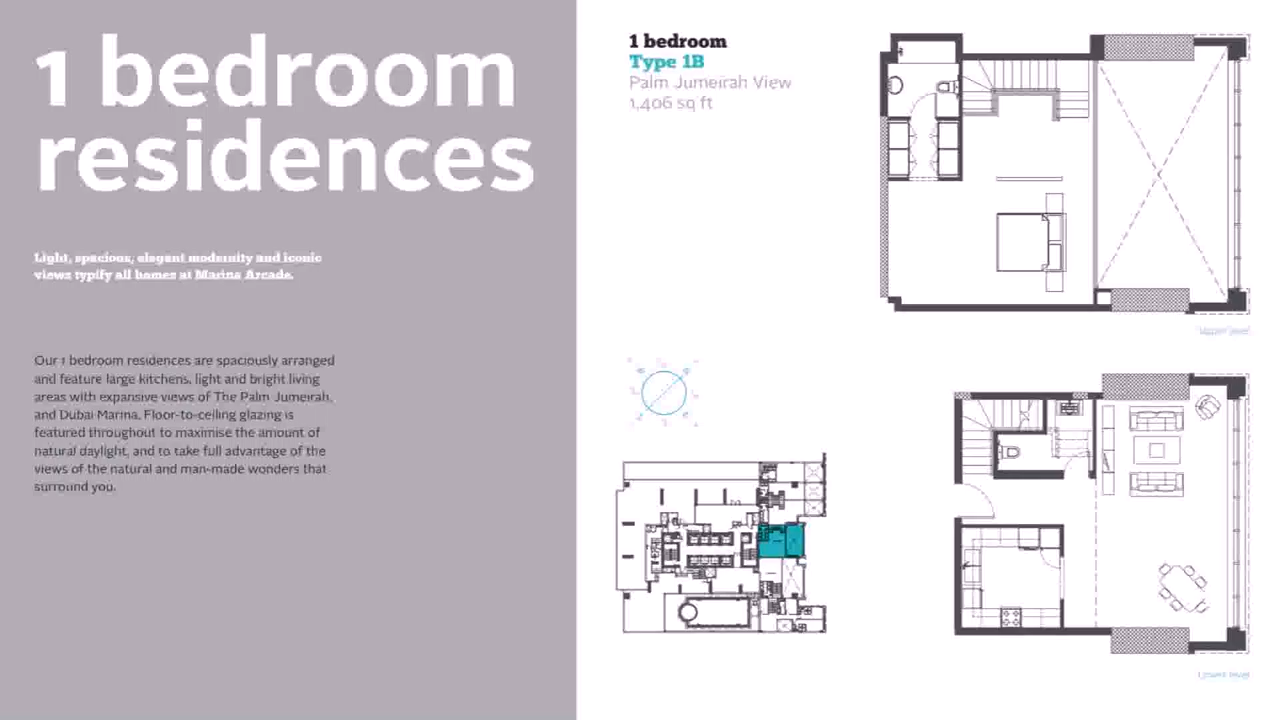 1 bedroom
residences
Light, spacious, elegant modernity and iconic
views typify all homes at Marina Arcade.
Our 1 bedroom residences are spaciously arranged
and feature large kitchens, light and bright living
areas with expansive views of The Palm Jumeirah,
and Dubai Marina. Floor-to-ceiling glazing is
featured throughout to maximise the amount of
natural daylight, and to take full advantage of the
views of the natural and man-made wonders that
surround you.
1 bedroom
Type 1B
Palm Jumeirah View
1,406 sq ft
Upper level
Lower level